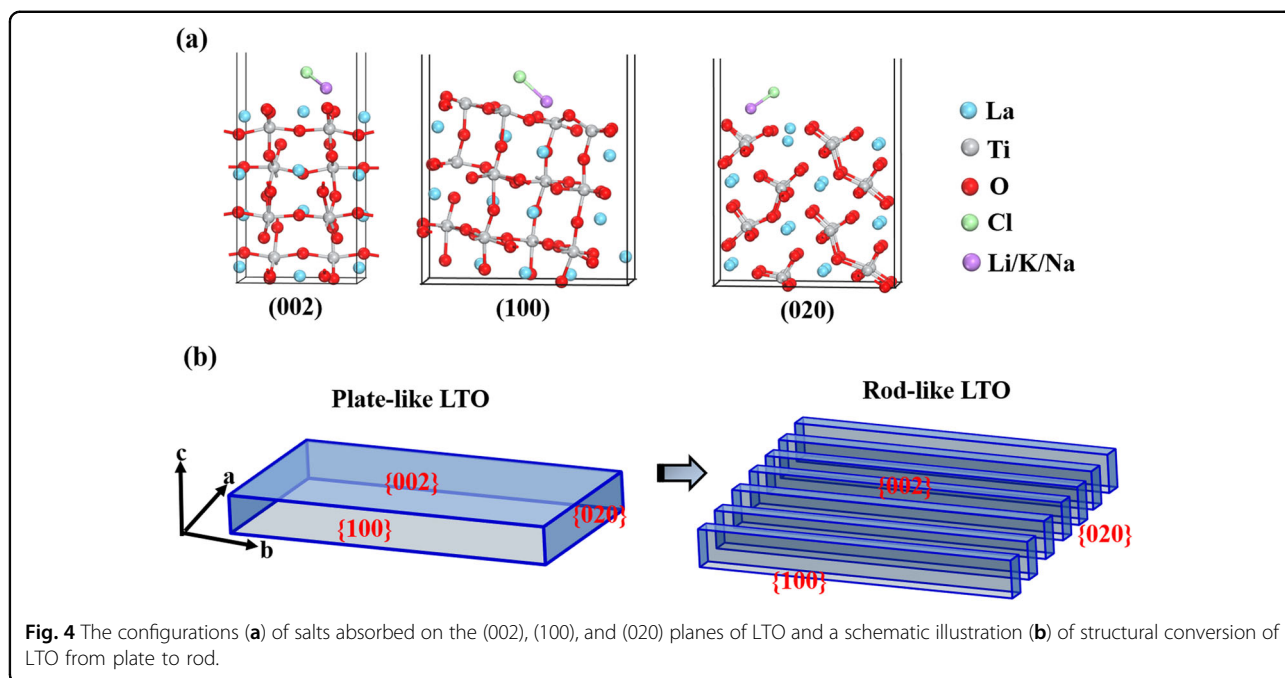 (a)
La
Ti
O
Cl
Li/K/Na
(002)
(100)
(020)
(b)
Plate-like LTO
Rod-like LTO
c
a
b
{002}
{100}
{020}
{002}
{020}
{100}
Fig. 4 The configurations (a) of salts absorbed on the (002), (100), and (020) planes of LTO and a schematic illustration (b) of structural conversion of
LTO from plate to rod.